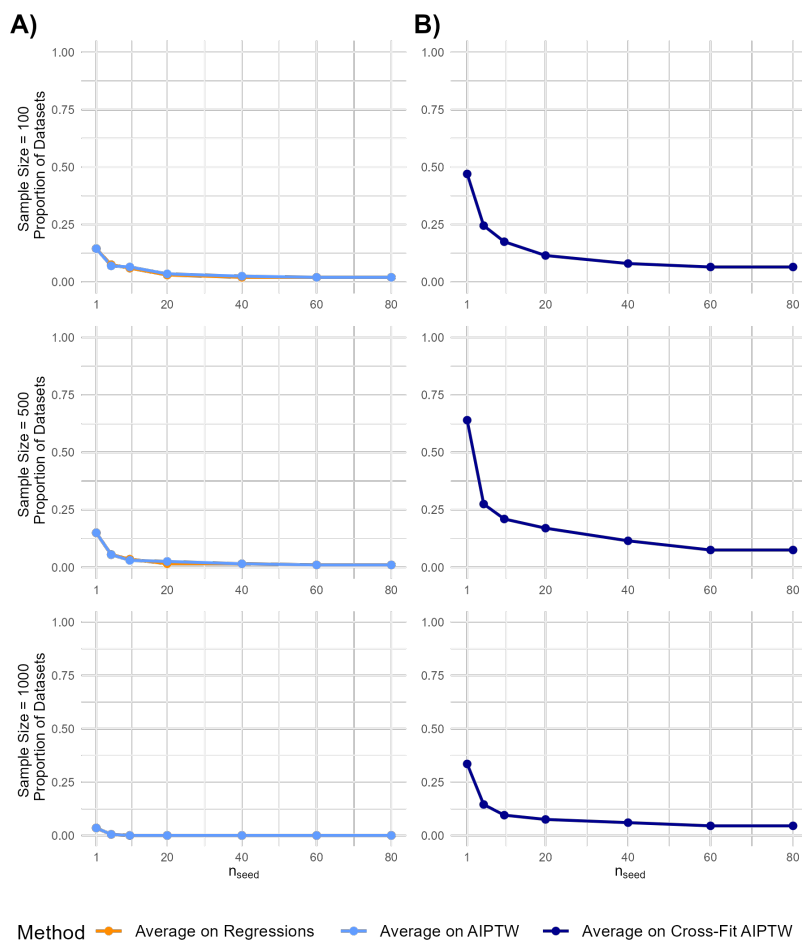 A)
B)
Sample Size = 100
Proportion of Datasets
1.00
0.75
0.50
0.25
0.00
1 20 40 60 80
1.00
0.75
0.50
0.25
0.00
1 20 40 60 80
Sample Size = 500
Proportion of Datasets
1.00
0.75
0.50
0.25
0.00
1 20 40 60 80
1.00
0.75
0.50
0.25
0.00
1 20 40 60 80
Sample Size = 1000
Proportion of Datasets
1.00
0.75
0.50
0.25
0.00
1 20 40 60 80
n_seed
1.00
0.75
0.50
0.25
0.00
1 20 40 60 80
n_seed
Method Average on Regressions Average on AIPTW Average on Cross-Fit AIPTW